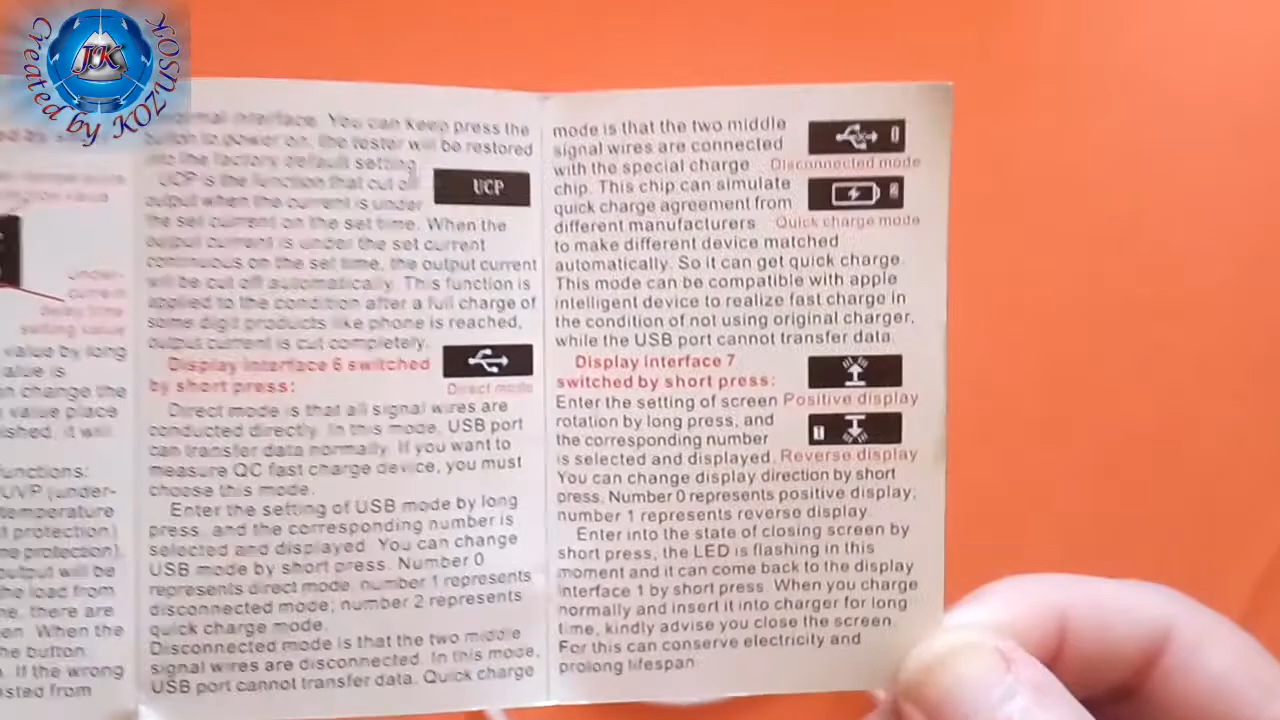 Created by KOZUKOSU
JK
normal interface. You can keep press the
button to power on, the tester will be restored
into the factory default setting.
UCP is the function that cut off
output when the current is under
the set current on the set time. When the
output current is under the set current
continuous on the set time, the output current
will be cut off automatically. This function is
applied to the condition after a full charge of
some digit products like phone is reached,
output current is cut completely.
UCP
Display interface 6 switched
by short press:
Direct mode
Direct mode is that all signal wires are
conducted directly. In this mode, USB port
can transfer data normally. If you want to
measure QC fast charge device, you must
choose this mode.
Enter the setting of USB mode by long
press, and the corresponding number is
selected and displayed. You can change
USB mode by short press. Number 0
represents direct mode, number 1 represents
disconnected mode; number 2 represents
quick charge mode.
Disconnected mode is that the two middle
signal wires are disconnected. In this mode,
USB port cannot transfer data. Quick charge
mode is that the two middle
signal wires are connected
with the special charge
chip. This chip can simulate
quick charge agreement from
different manufacturers
to make different device matched
automatically. So it can get quick charge.
This mode can be compatible with apple
intelligent device to realize fast charge in
the condition of not using original charger,
while the USB port cannot transfer data.
Disconnected mode
Quick charge mode
Display interface 7
switched by short press:
Enter the setting of screen
rotation by long press, and
the corresponding number
is selected and displayed.
You can change display direction by short
press. Number 0 represents positive display;
number 1 represents reverse display.
Positive display
Reverse display
Enter into the state of closing screen by
short press, the LED is flashing in this
moment and it can come back to the display
interface 1 by short press. When you charge
normally and insert it into charger for long
time, kindly advise you close the screen.
For this can conserve electricity and
prolong lifespan.
Under-
current
delay time
setting value
value by long
value is
change the
value place
it will
functions:
UVP (under-
temperature
protection)
protection).
output will be
the load from
there are
When the
the button.
If the wrong
from